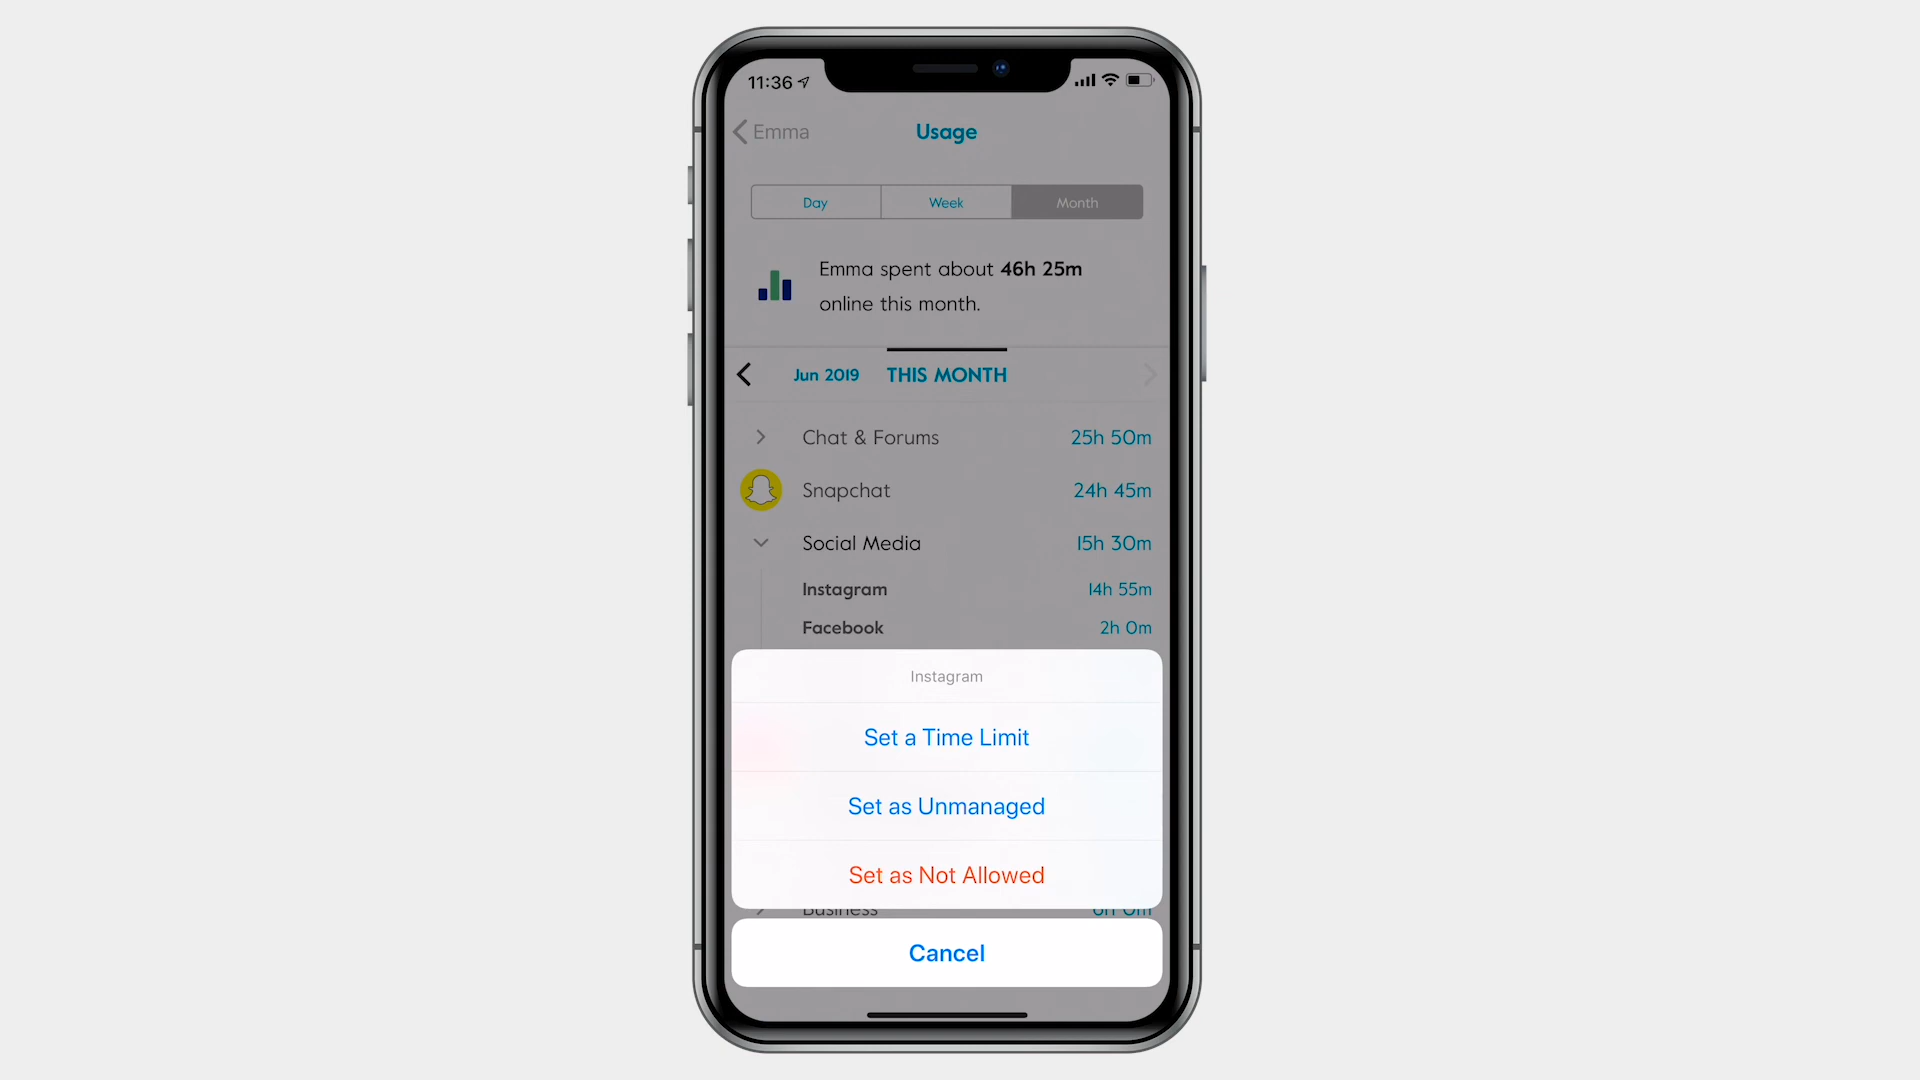 11:36
Emma
Usage
Day
Week
Month
Emma spent about 46h 25m
online this month.
Jun 2019
THIS MONTH
Chat & Forums 25h 50m
Snapchat 24h 45m
Social Media 15h 30m
Instagram 14h 55m
Facebook 2h 0m
Instagram
Set a Time Limit
Set as Unmanaged
Set as Not Allowed
Business
Cancel